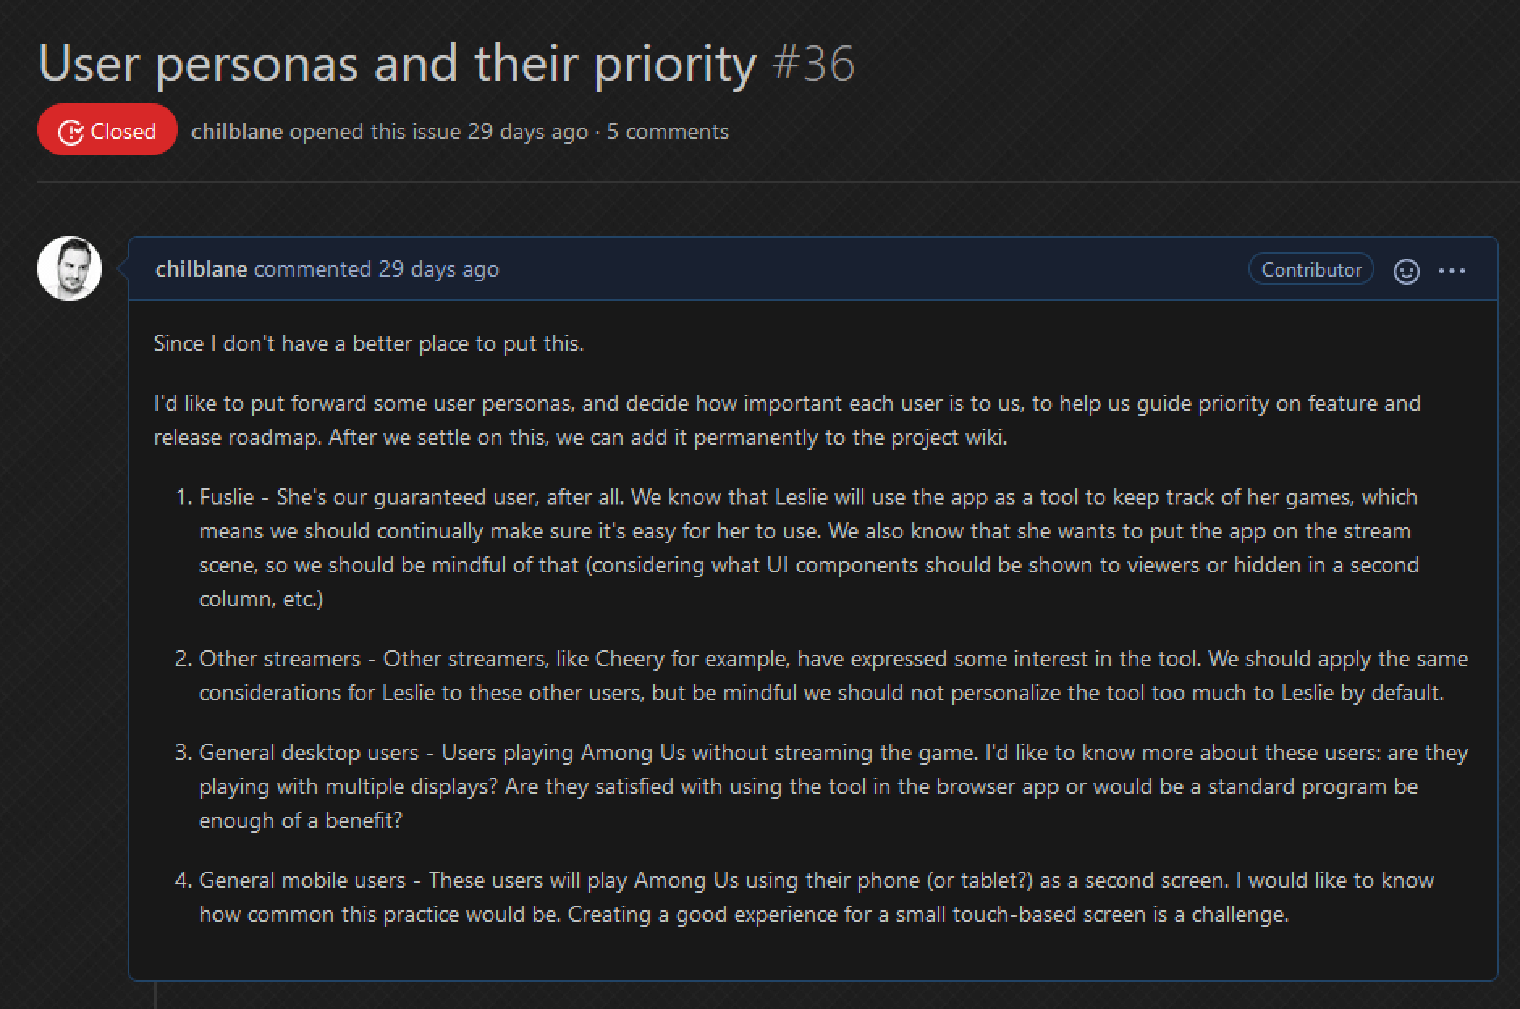 User personas and their priority #36
Closed chilblane opened this issue 29 days ago · 5 comments
chilblane commented 29 days ago Contributor
Since I don't have a better place to put this.
I'd like to put forward some user personas, and decide how important each user is to us, to help us guide priority on feature and
release roadmap. After we settle on this, we can add it permanently to the project wiki.
1. Fuslie - She's our guaranteed user, after all. We know that Leslie will use the app as a tool to keep track of her games, which
means we should continually make sure it's easy for her to use. We also know that she wants to put the app on the stream
scene, so we should be mindful of that (considering what UI components should be shown to viewers or hidden in a second
column, etc.)
2. Other streamers - Other streamers, like Cheery for example, have expressed some interest in the tool. We should apply the same
considerations for Leslie to these other users, but be mindful we should not personalize the tool too much to Leslie by default.
3. General desktop users - Users playing Among Us without streaming the game. I'd like to know more about these users: are they
playing with multiple displays? Are they satisfied with using the tool in the browser app or would be a standard program be
enough of a benefit?
4. General mobile users - These users will play Among Us using their phone (or tablet?) as a second screen. I would like to know
how common this practice would be. Creating a good experience for a small touch-based screen is a challenge.